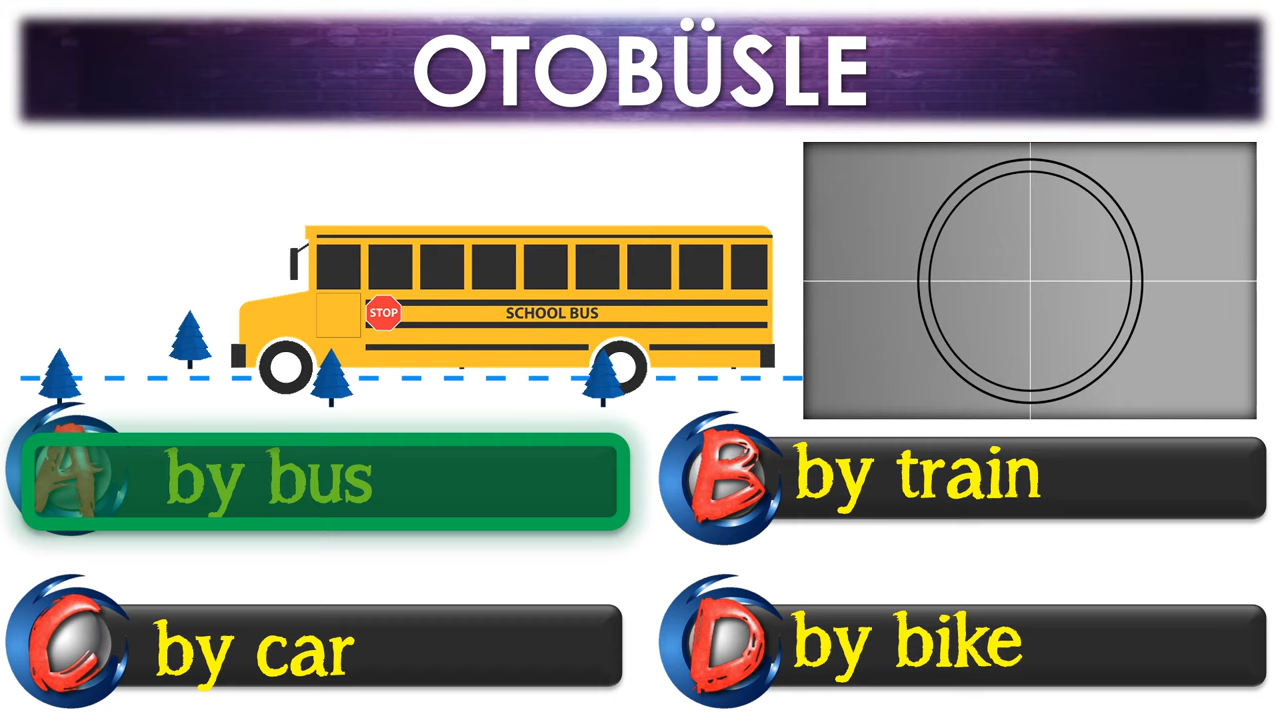 OTOBÜSLE
STOP
SCHOOL BUS
A by bus
B by train
C by car
D by bike